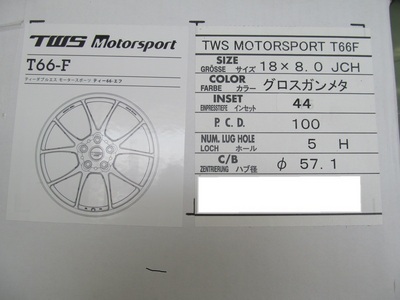 TWS Motorsport
T66-F
ティーダブルエス モータースポーツ ティー66-エフ
TWS MOTORSPORT T66F
SIZE
GRÖSSE サイズ
18×8.0 JCH
COLOR
FARBE カラー
グロスガンメタ
INSET
EINPRESSTIEFE インセット
44
P. C. D.
100
NUM. LUG HOLE
LOCH ホール
5 H
C/B
ZENTRIERUNG ハブ径
φ 57.1